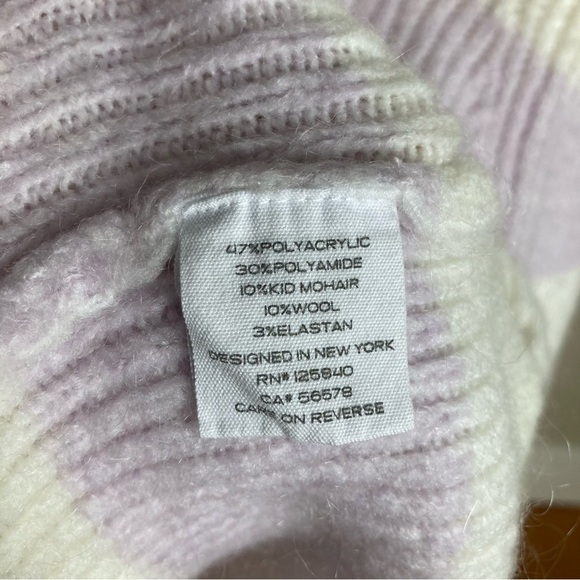 47%POLYACRYLIC
30%POLYAMIDE
10%KID MOHAIR
10%WOOL
3%ELASTAN
DESIGNED IN NEW YORK
RN# 125840
CA# 56578
CARE ON REVERSE